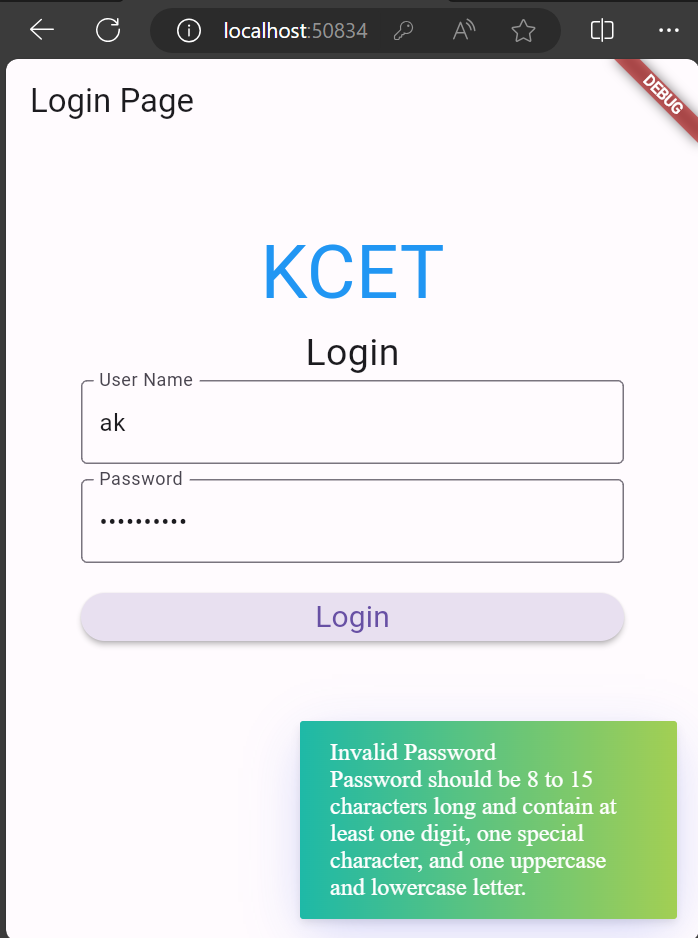 localhost:50834
Login Page
DEBUG
KCET
Login
User Name
ak
Password
••••••••••
Login
Invalid Password
Password should be 8 to 15
characters long and contain at
least one digit, one special
character, and one uppercase
and lowercase letter.